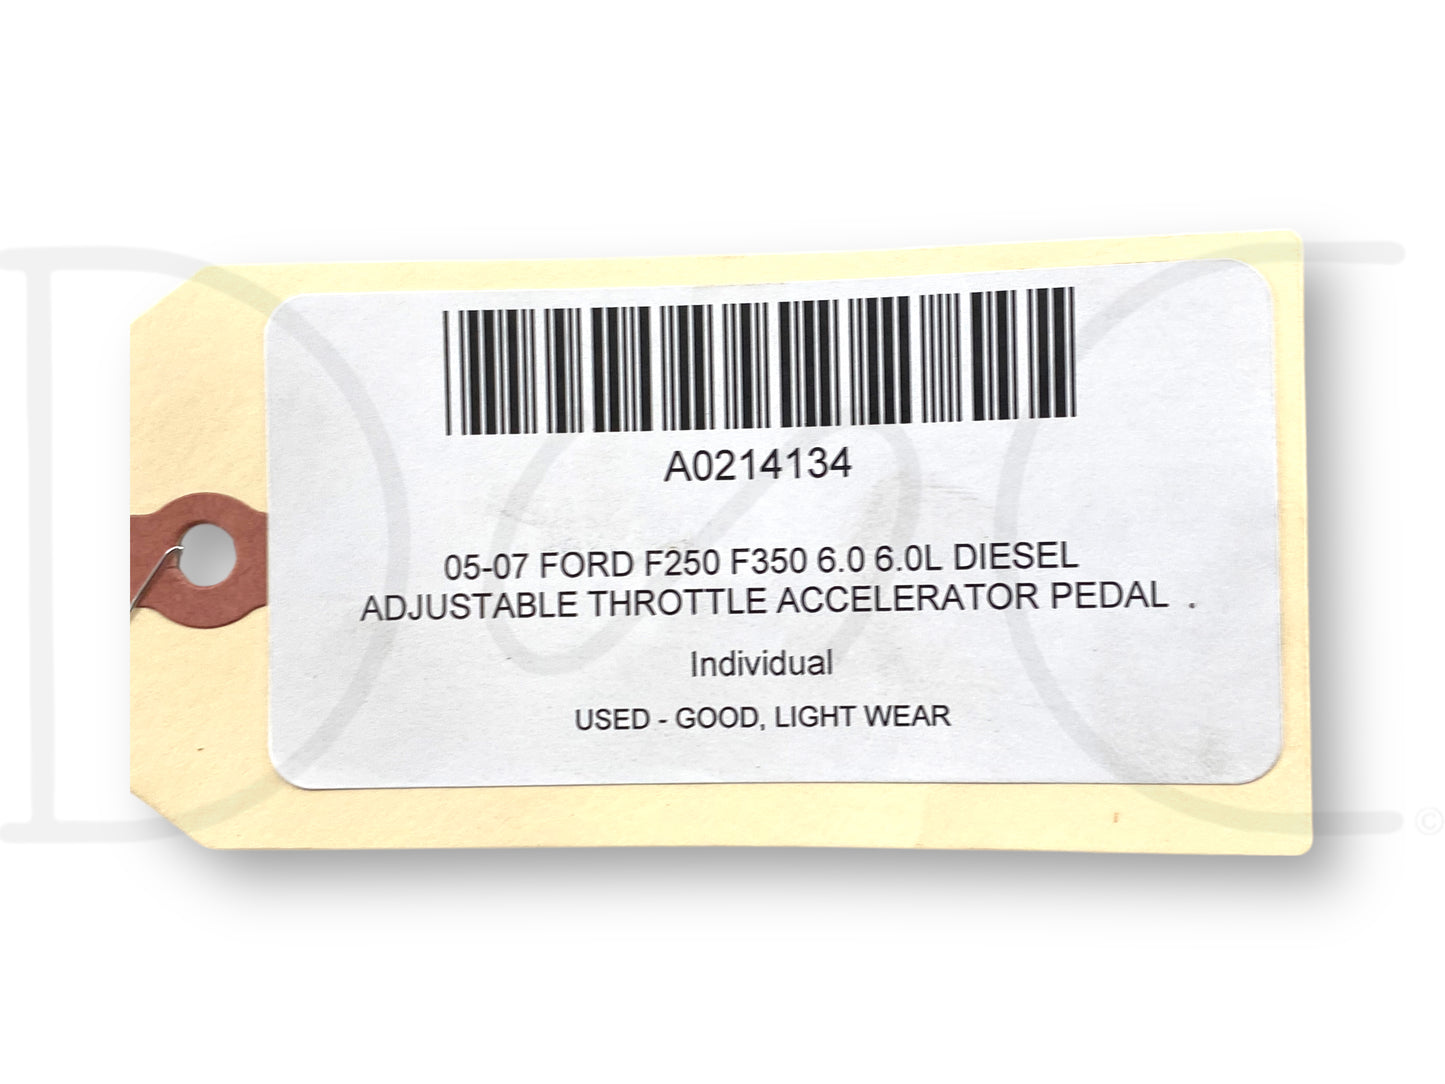 A0214134
05-07 FORD F250 F350 6.0 6.0L DIESEL
ADJUSTABLE THROTTLE ACCELERATOR PEDAL .
Individual
USED - GOOD, LIGHT WEAR
D C ©